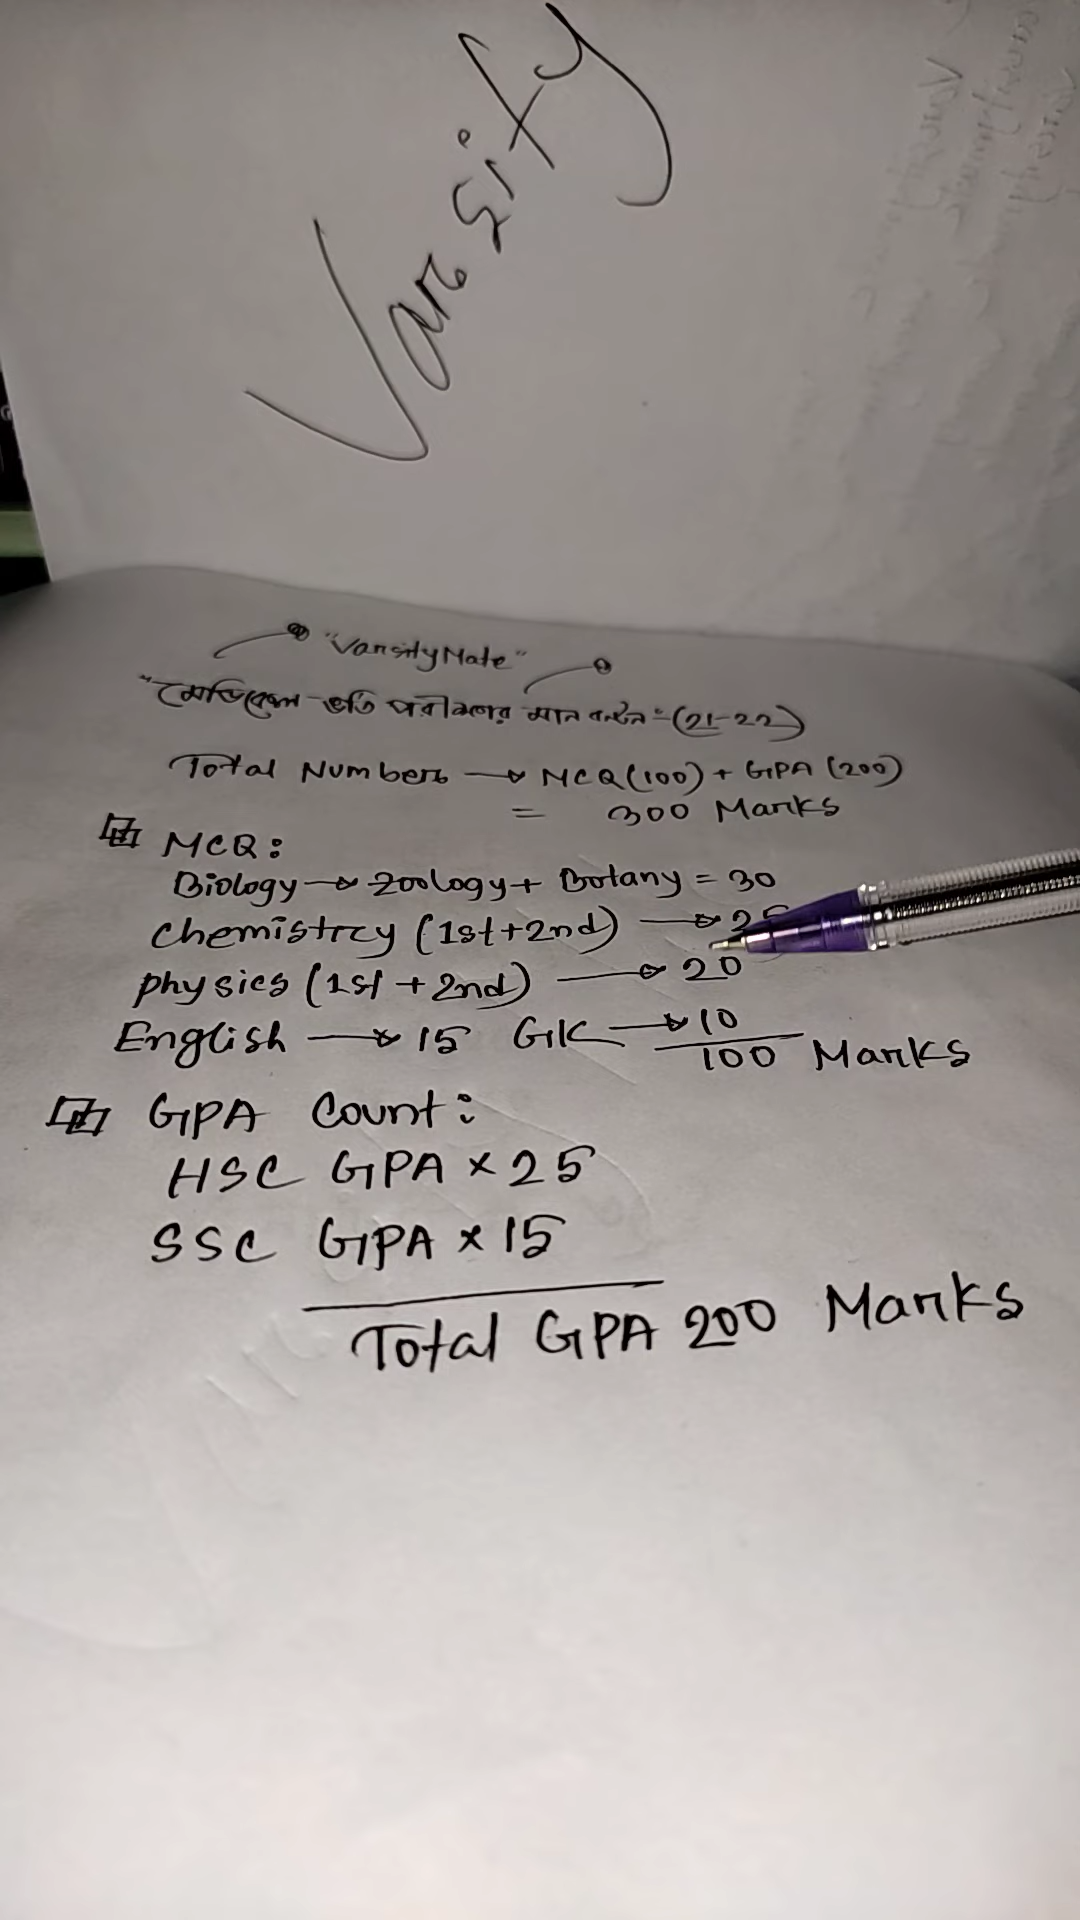 Varsity
"VarsityMate"
"মেডিকেল ভর্তি পরীক্ষার মান বন্টন:-(21-22)
Total Number → MCQ(100) + GPA (200)
= 300 Marks
MCQ:
Biology → Zoology + Botany = 30
Chemistry (1st+2nd) → 25
physics (1st + 2nd) → 20
English → 15 GK → 10
100 Marks
GPA Count:
HSC GPA × 25
SSC GPA × 15
Total GPA 200 Marks